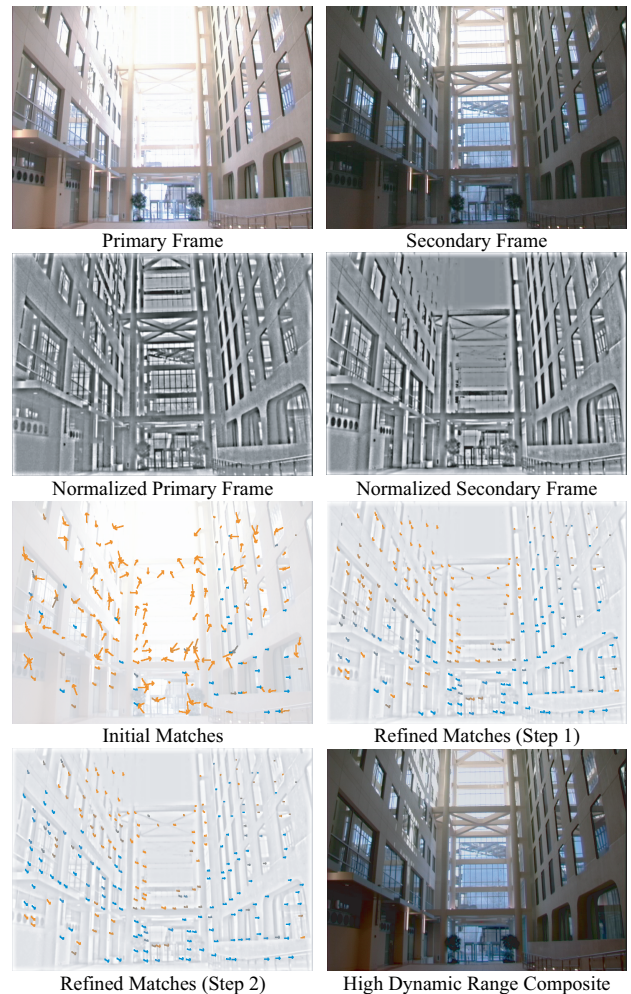 Primary Frame
Secondary Frame
Normalized Primary Frame
Normalized Secondary Frame
Initial Matches
Refined Matches (Step 1)
Refined Matches (Step 2)
High Dynamic Range Composite